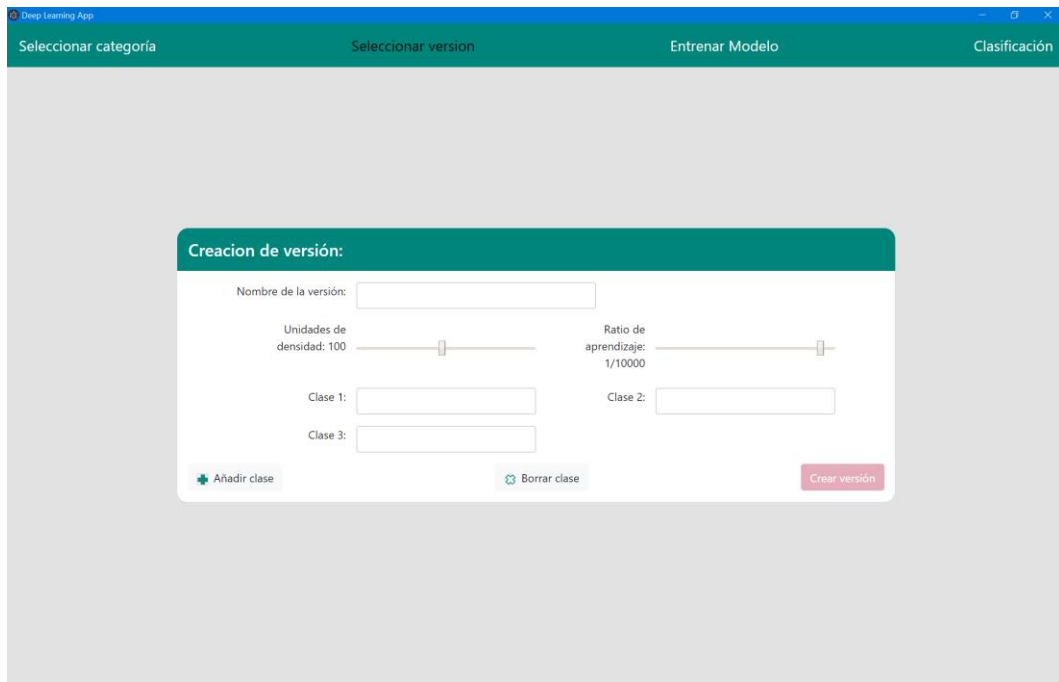 Deep Learning App
Seleccionar categoría
Seleccionar version
Entrenar Modelo
Clasificación
Creacion de versión:
Nombre de la versión:
Unidades de
densidad: 100
Ratio de
aprendizaje:
1/10000
Clase 1:
Clase 2:
Clase 3:
Añadir clase
Borrar clase
Crear versión